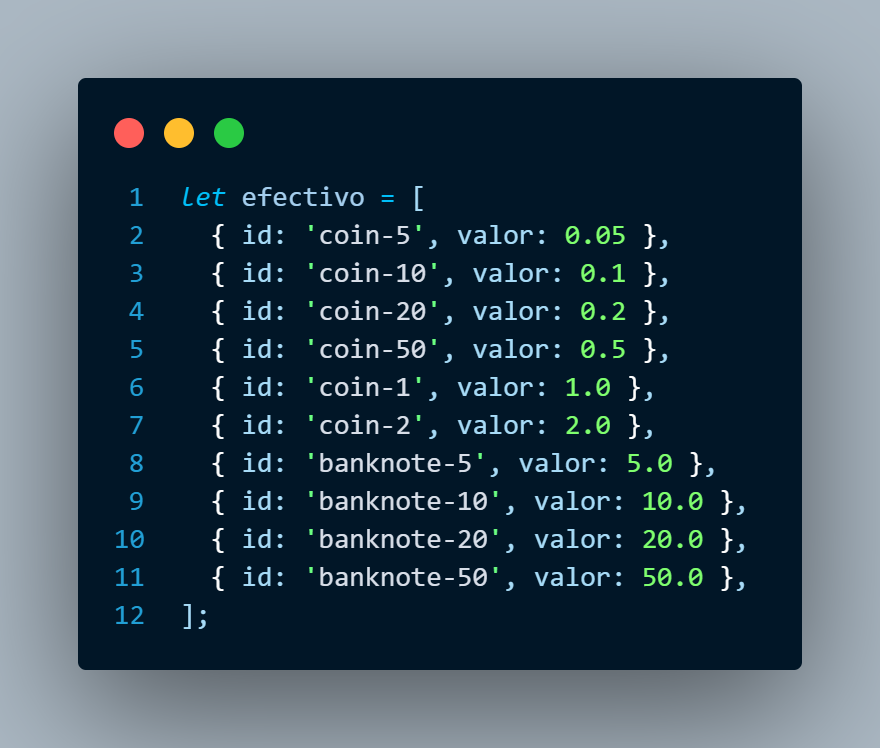 1 let efectivo = [
2 { id: 'coin-5', valor: 0.05 },
3 { id: 'coin-10', valor: 0.1 },
4 { id: 'coin-20', valor: 0.2 },
5 { id: 'coin-50', valor: 0.5 },
6 { id: 'coin-1', valor: 1.0 },
7 { id: 'coin-2', valor: 2.0 },
8 { id: 'banknote-5', valor: 5.0 },
9 { id: 'banknote-10', valor: 10.0 },
10 { id: 'banknote-20', valor: 20.0 },
11 { id: 'banknote-50', valor: 50.0 },
12 ];